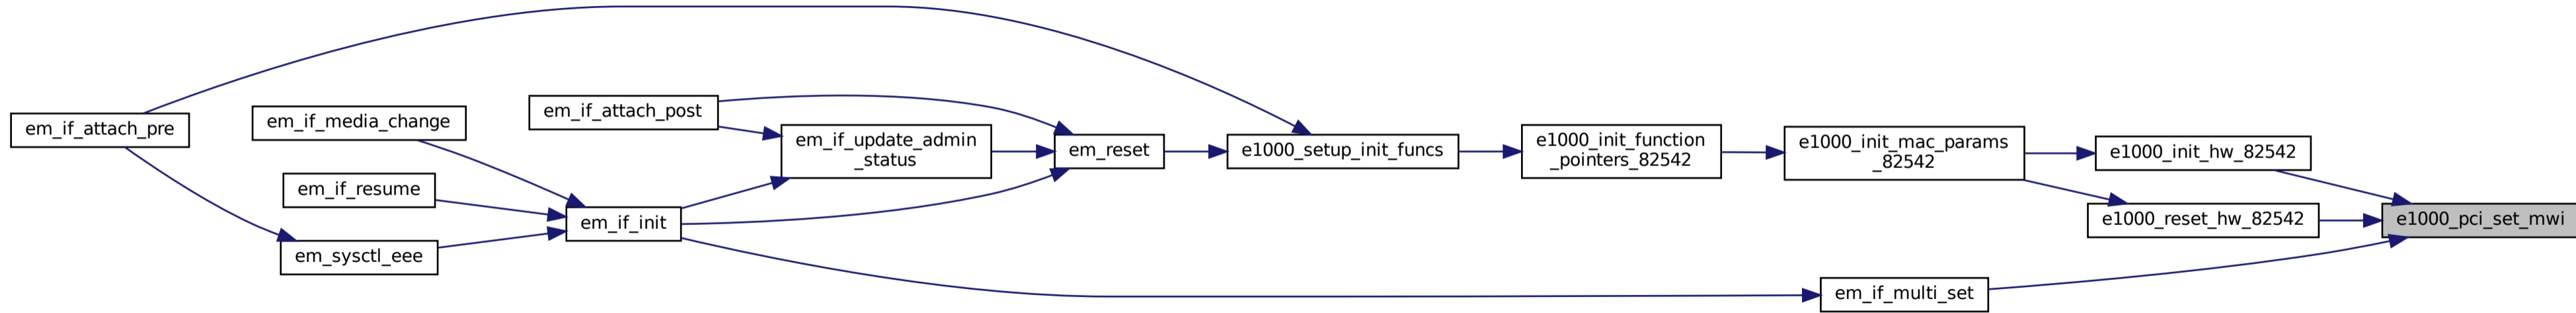 em_if_attach_pre
em_if_media_change
em_if_resume
em_sysctl_eee
em_if_attach_post
em_if_init
em_if_update_admin
_status
em_reset
e1000_setup_init_funcs
e1000_init_function
_pointers_82542
e1000_init_mac_params
_82542
em_if_multi_set
e1000_init_hw_82542
e1000_reset_hw_82542
e1000_pci_set_mwi